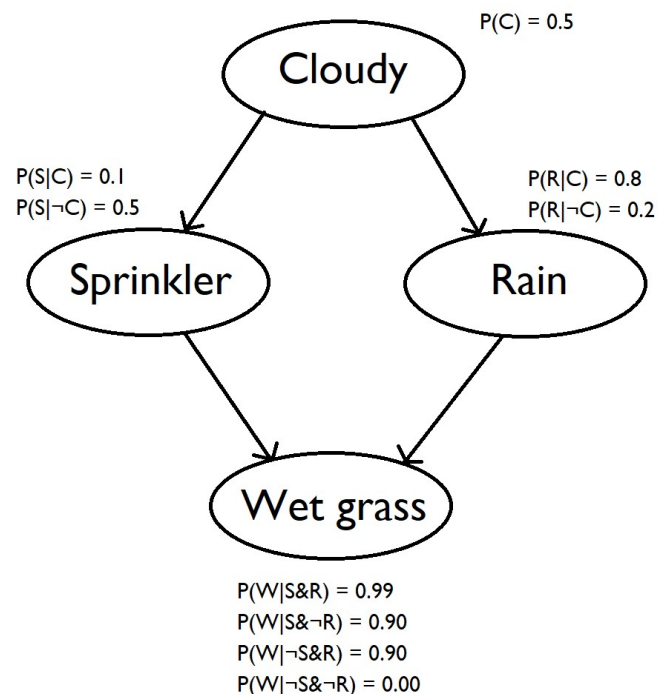 P(C) = 0.5
Cloudy
P(S|C) = 0.1
P(S|¬C) = 0.5
P(R|C) = 0.8
P(R|¬C) = 0.2
Sprinkler
Rain
Wet grass
P(W|S&R) = 0.99
P(W|S&¬R) = 0.90
P(W|¬S&R) = 0.90
P(W|¬S&¬R) = 0.00